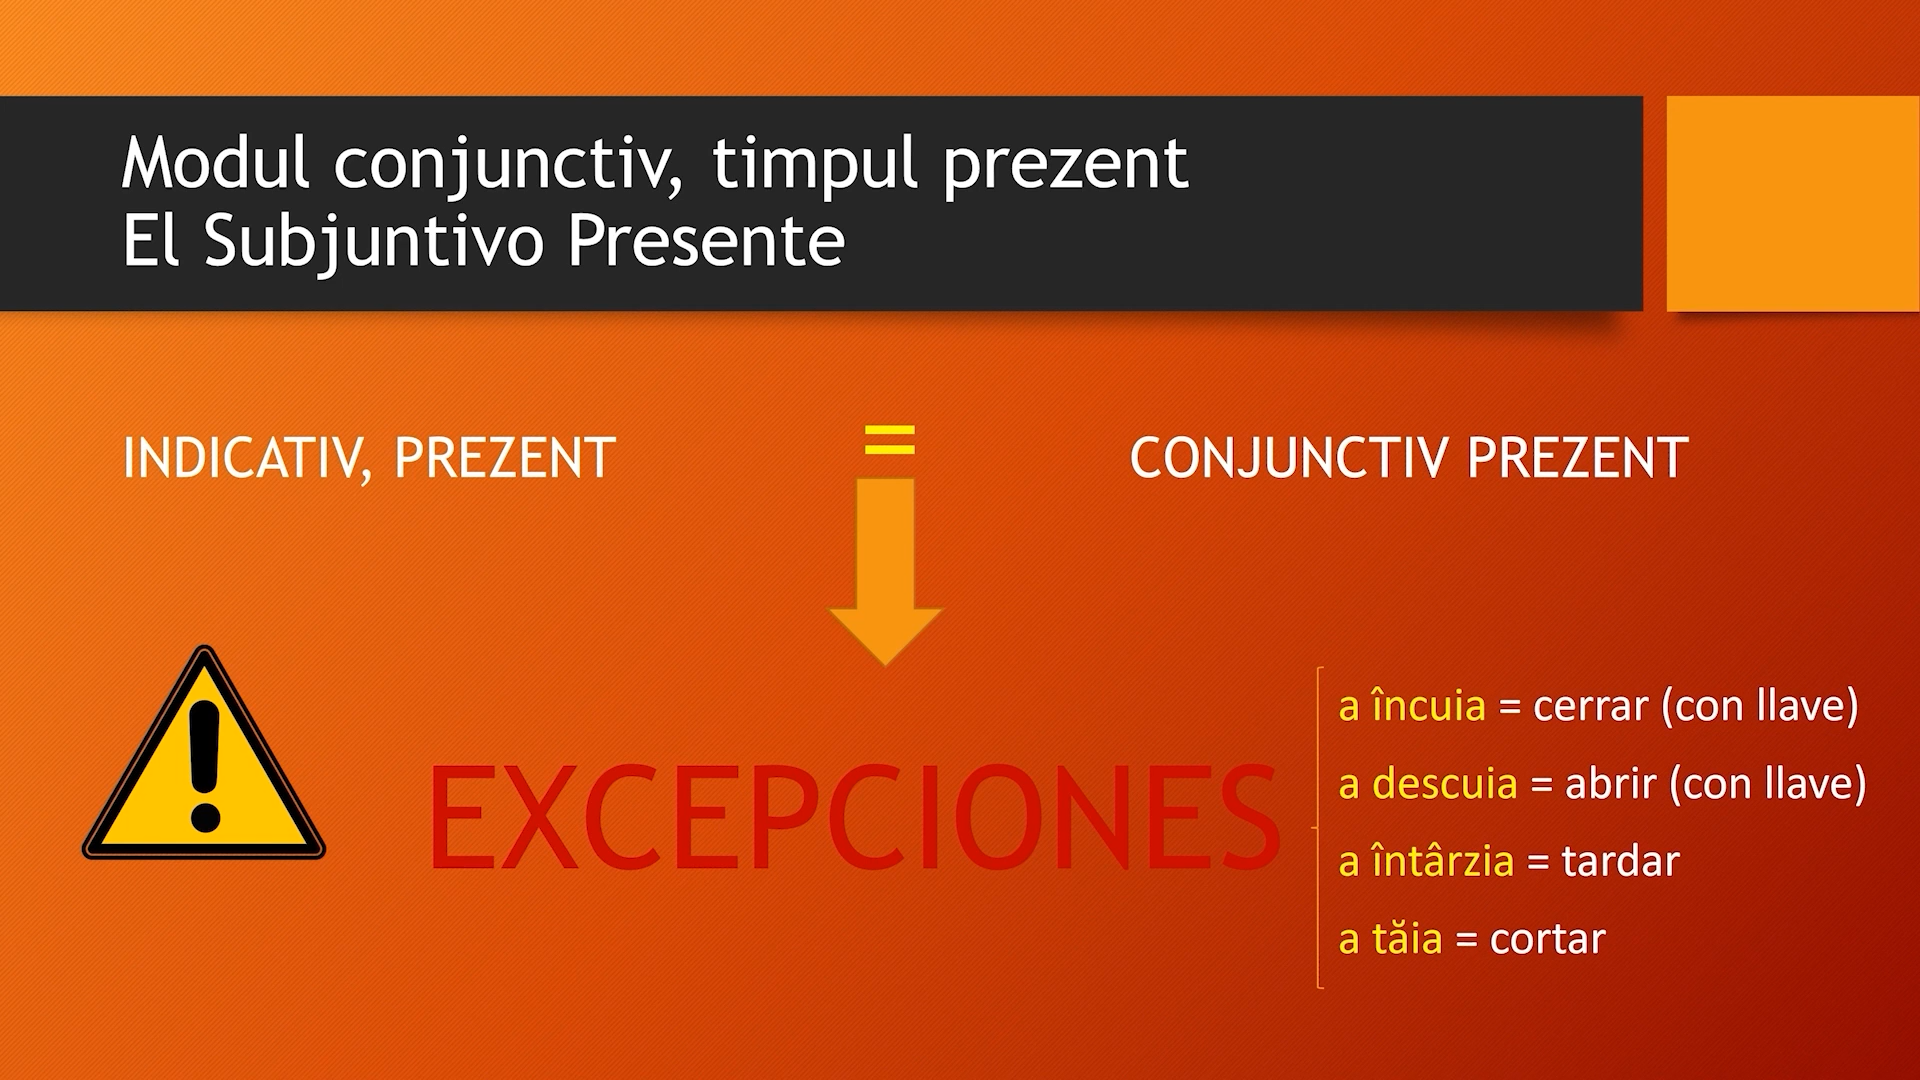 Modul conjunctiv, timpul prezent
El Subjuntivo Presente
INDICATIV, PREZENT = CONJUNCTIV PREZENT
EXCEPCIONES
a încuia = cerrar (con llave)
a descuia = abrir (con llave)
a întârzia = tardar
a tăia = cortar